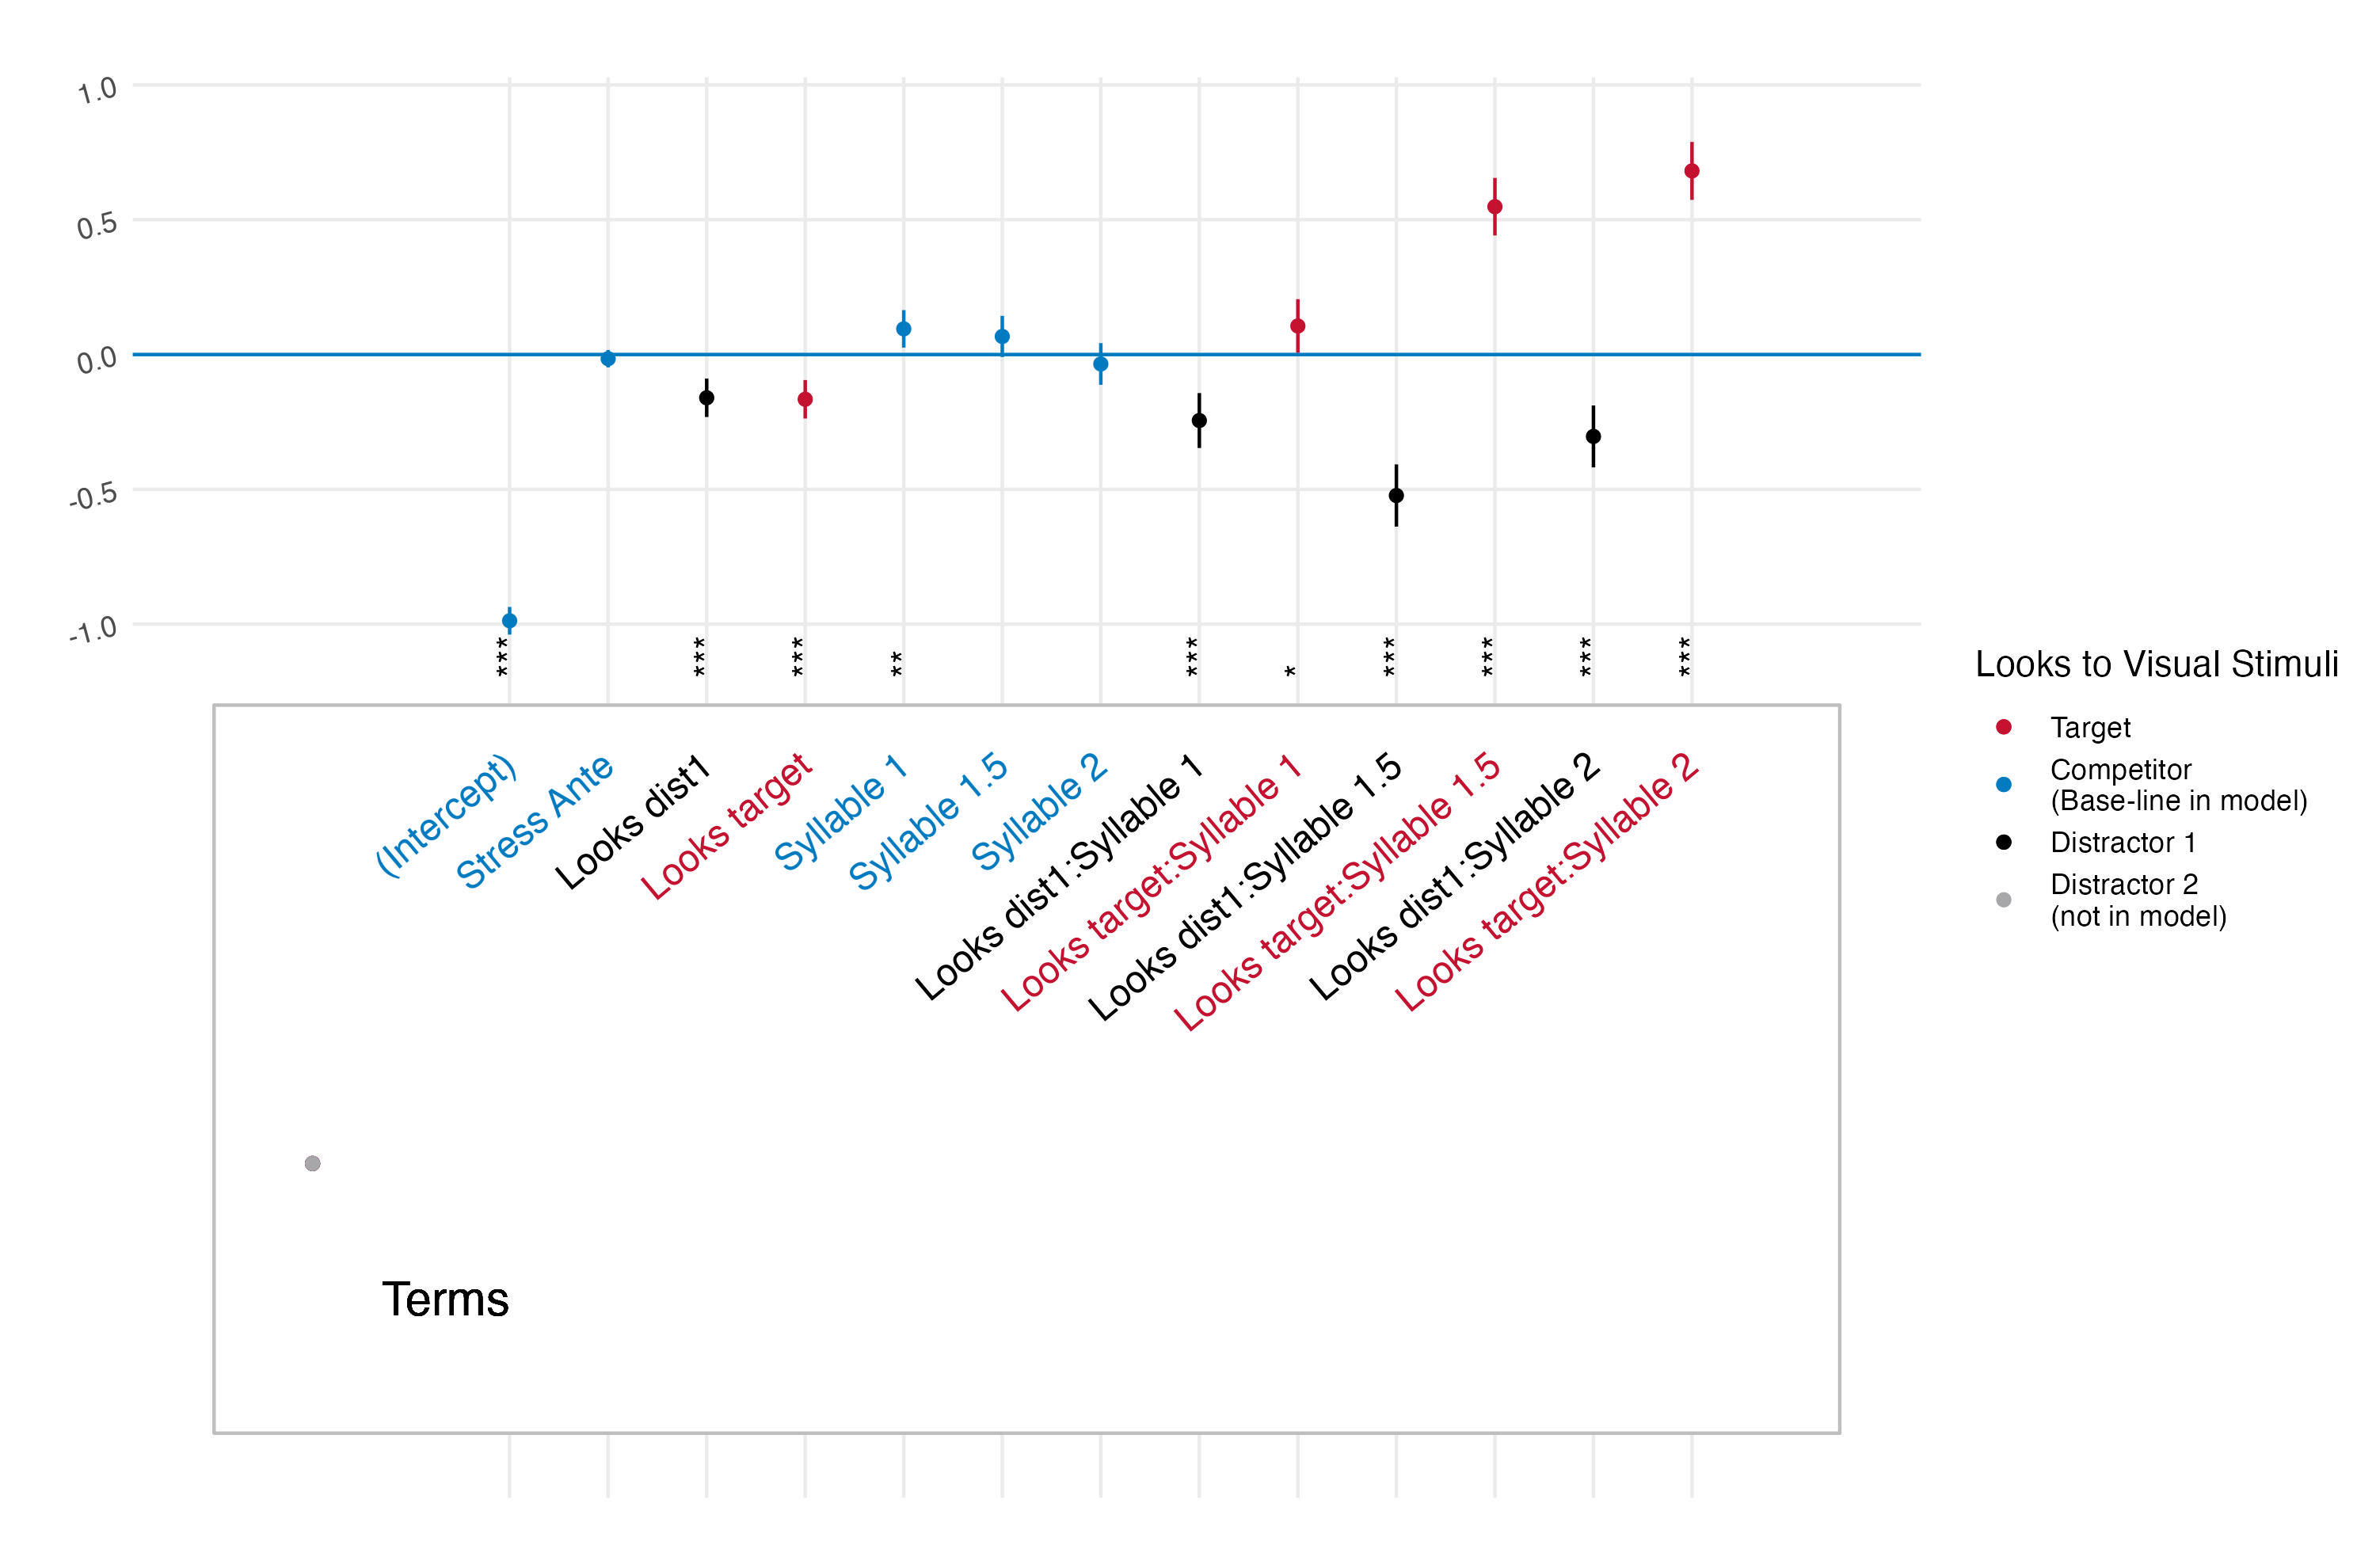 1.0
0.5
0.0
-0.5
-1.0
***
***
***
**
***
*
***
***
***
***
(Intercept)
Stress Ante
Looks dist1
Looks target
Syllable 1
Syllable 1.5
Syllable 2
Looks dist1:Syllable 1
Looks target:Syllable 1
Looks dist1:Syllable 1.5
Looks target:Syllable 1.5
Looks dist1:Syllable 2
Looks target:Syllable 2
Terms
Looks to Visual Stimuli
Target
Competitor
(Base-line in model)
Distractor 1
Distractor 2
(not in model)